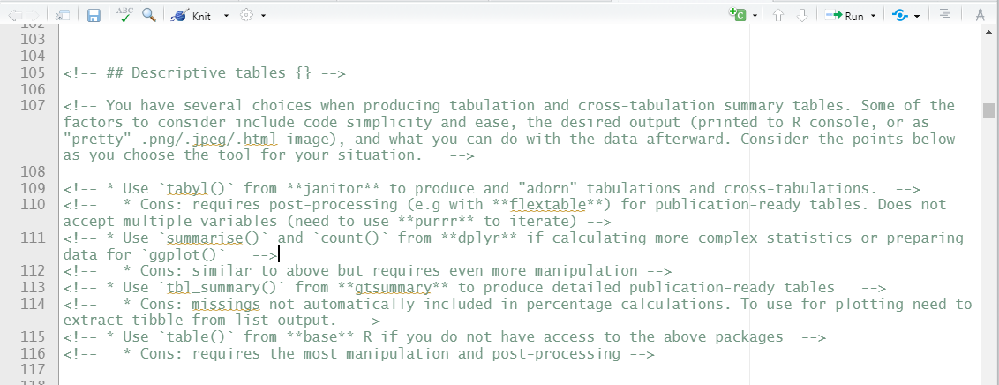 ABC
Knit
Run
102
103
104
105 <!-- ## Descriptive tables {} -->
106
107 <!-- You have several choices when producing tabulation and cross-tabulation summary tables. Some of the
factors to consider include code simplicity and ease, the desired output (printed to R console, or as
"pretty" .png/.jpeg/.html image), and what you can do with the data afterward. Consider the points below
as you choose the tool for your situation.   -->
108
109 <!-- * Use `tabyl()` from **janitor** to produce and "adorn" tabulations and cross-tabulations.  -->
110 <!--   * Cons: requires post-processing (e.g with **flextable**) for publication-ready tables. Does not
accept multiple variables (need to use **purrr** to iterate) -->
111 <!-- * Use `summarise()` and `count()` from **dplyr** if calculating more complex statistics or preparing
data for `ggplot()`   -->
112 <!--   * Cons: similar to above but requires even more manipulation -->
113 <!-- * Use `tbl_summary()` from **gtsummary** to produce detailed publication-ready tables   -->
114 <!--   * Cons: missings not automatically included in percentage calculations. To use for plotting need to
extract tibble from list output.  -->
115 <!-- * Use `table()` from **base** R if you do not have access to the above packages  -->
116 <!--   * Cons: requires the most manipulation and post-processing -->
117
118